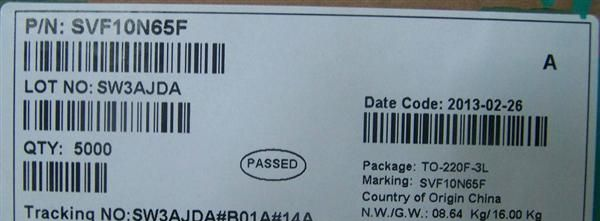 P/N: SVF10N65F
A
LOT NO: SW3AJDA
Date Code: 2013-02-26
QTY: 5000
PASSED
Package: TO-220F-3L
Marking: SVF10N65F
Country of Origin China
N.W./G.W.: 08.64 Kg/16.00 Kg
Tracking NO:SW3AJDA#B01A#14A